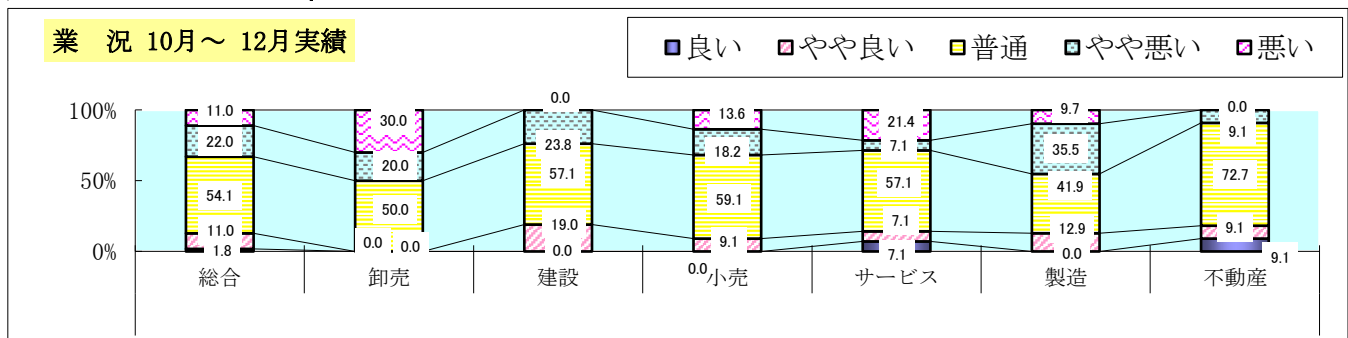 業 況 10月～ 12月実績
良い やや良い 普通 やや悪い 悪い
100%
50%
0%
11.0 30.0 0.0 13.6 21.4 9.7 0.0
22.0 20.0 23.8 18.2 7.1 35.5 9.1
54.1 50.0 57.1 59.1 57.1 41.9 72.7
11.0 0.0 19.0 9.1 7.1 12.9 9.1
1.8 0.0 0.0 0.0 7.1 0.0 9.1
総合 卸売 建設 小売 サービス 製造 不動産